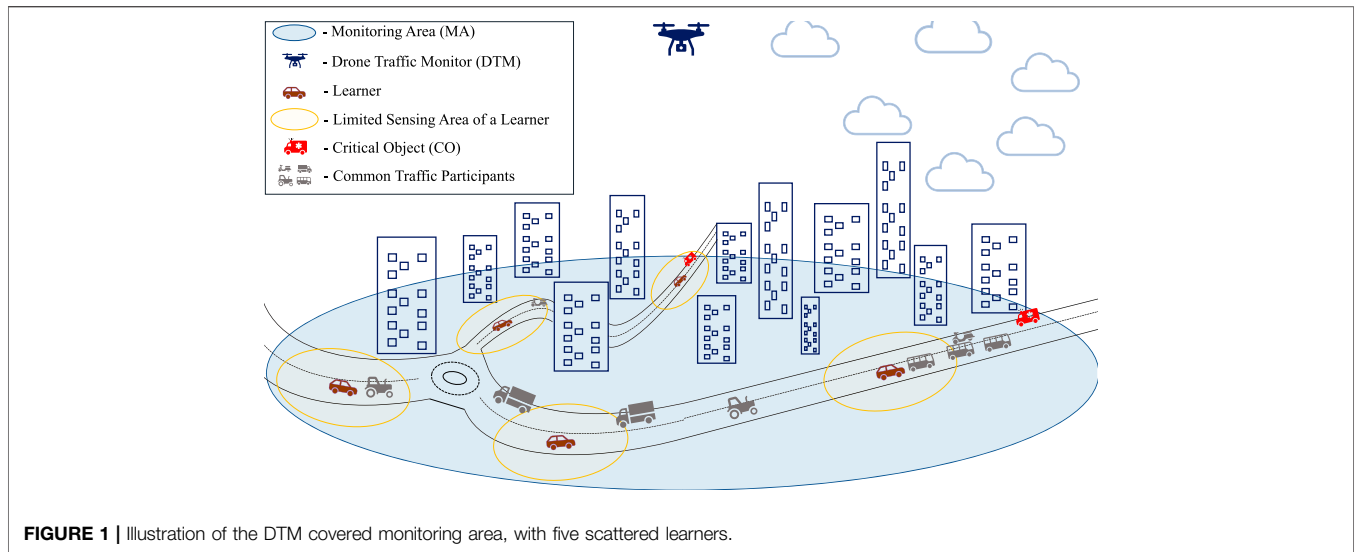 - Monitoring Area (MA)
- Drone Traffic Monitor (DTM)
- Learner
- Limited Sensing Area of a Learner
- Critical Object (CO)
- Common Traffic Participants
FIGURE 1 | Illustration of the DTM covered monitoring area, with five scattered learners.